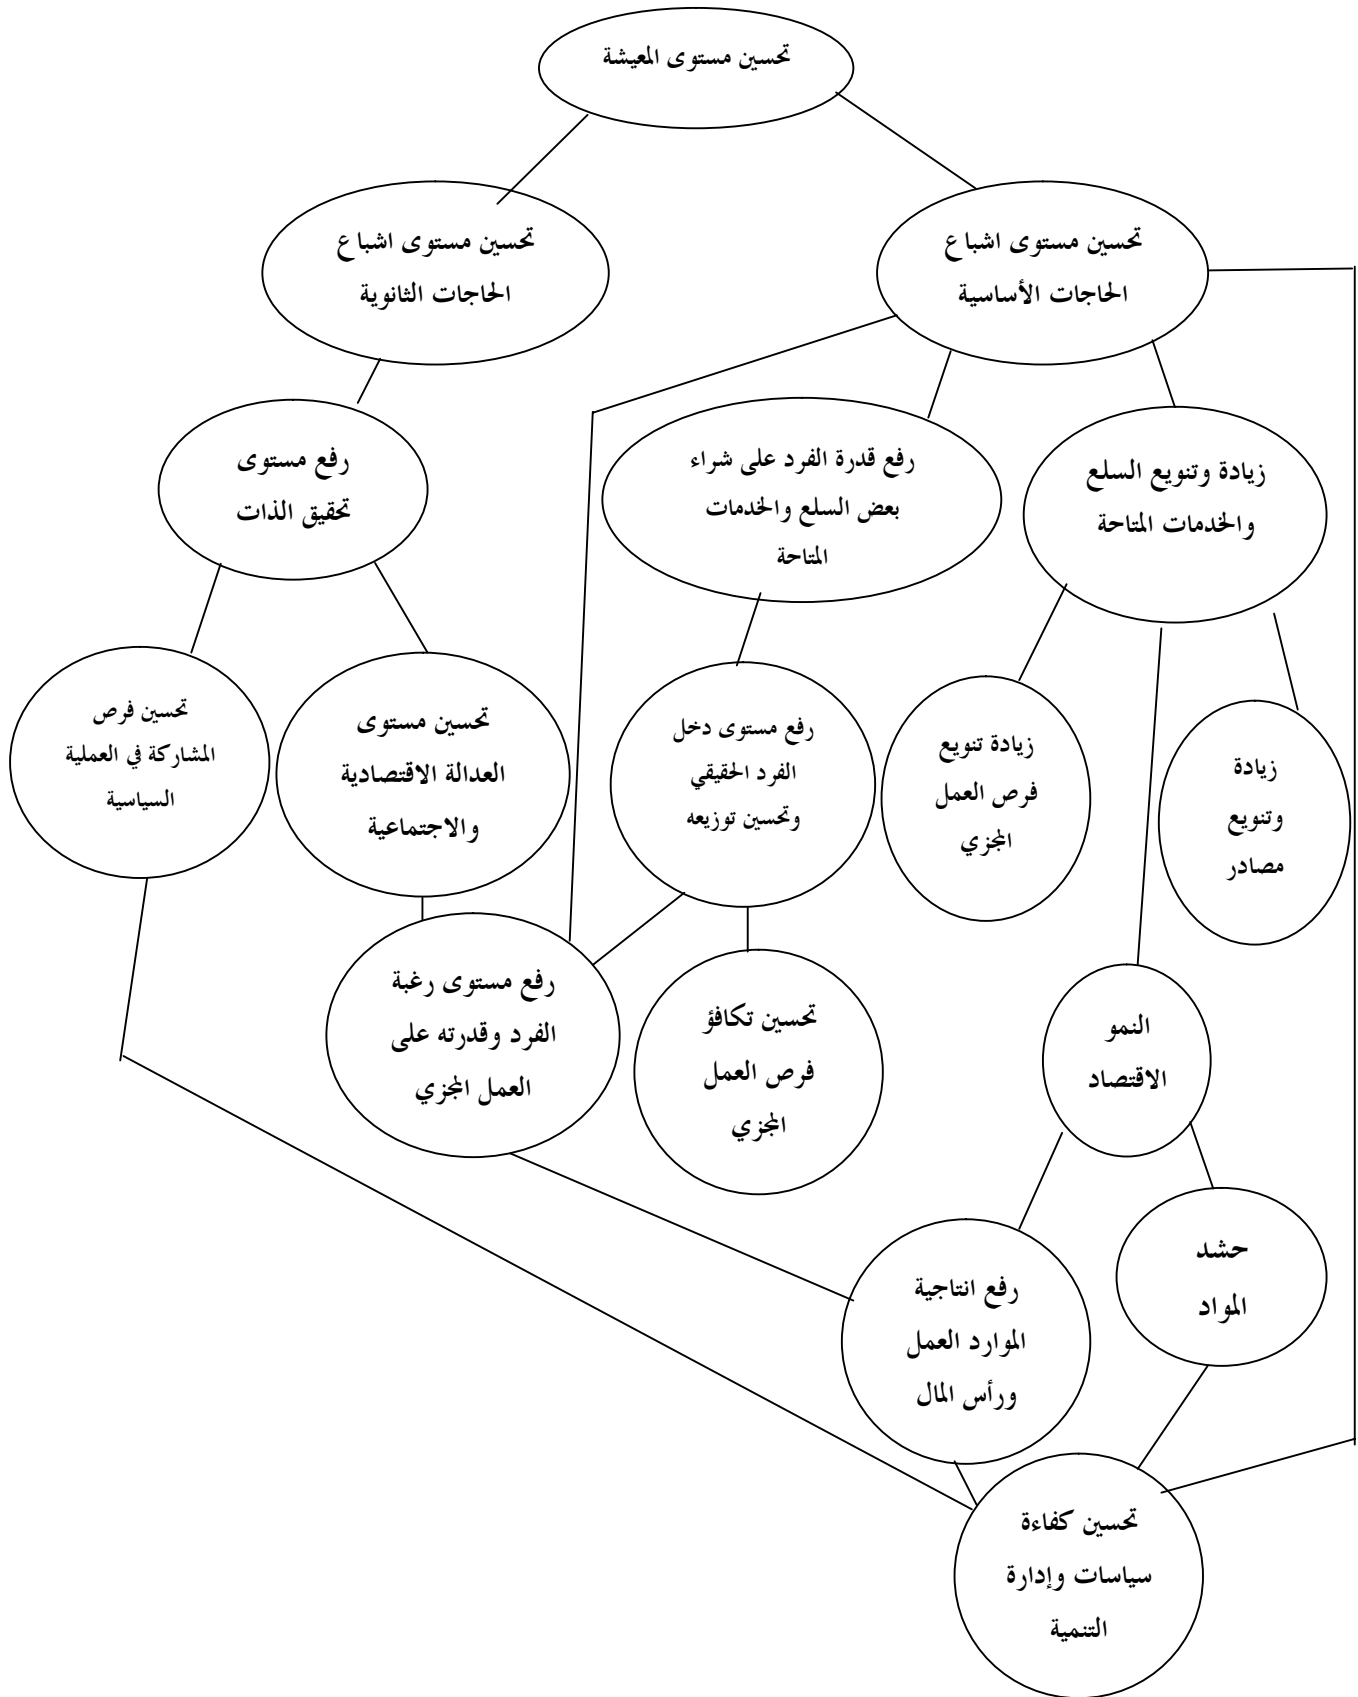 تحسين مستوى المعيشة
تحسين مستوى اشباع
الحاجات الأساسية
تحسين مستوى اشباع
الحاجات الثانوية
زيادة وتنويع السلع
والخدمات المتاحة
رفع قدرة الفرد على شراء
بعض السلع والخدمات
المتاحة
رفع مستوى
تحقيق الذات
زيادة
وتنويع
مصادر
زيادة تنويع
فرص العمل
المجزي
رفع مستوى دخل
الفرد الحقيقي
وتحسين توزيعه
تحسين مستوى
العدالة الاقتصادية
والاجتماعية
تحسين فرص
المشاركة في العملية
السياسية
النمو
الاقتصاد
تحسين تكافؤ
فرص العمل
المجزي
رفع مستوى رغبة
الفرد وقدرته على
العمل المجزي
حشد
المواد
رفع انتاجية
الموارد العمل
ورأس المال
تحسين كفاءة
سياسات وإدارة
التنمية